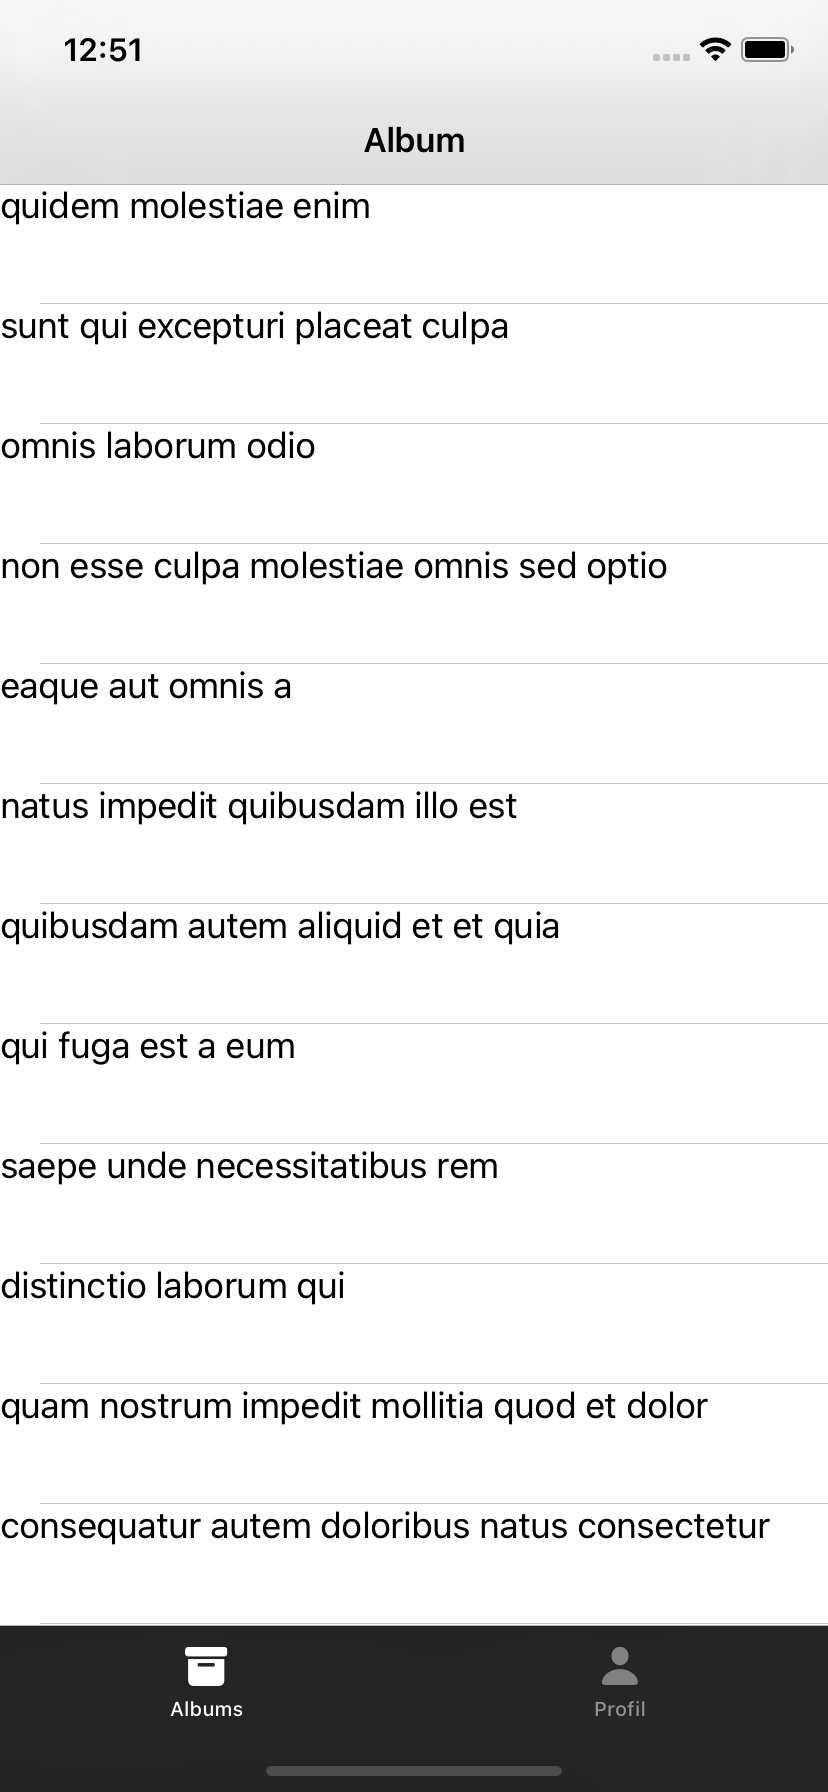 12:51
Album
quidem molestiae enim
sunt qui excepturi placeat culpa
omnis laborum odio
non esse culpa molestiae omnis sed optio
eaque aut omnis a
natus impedit quibusdam illo est
quibusdam autem aliquid et et quia
qui fuga est a eum
saepe unde necessitatibus rem
distinctio laborum qui
quam nostrum impedit mollitia quod et dolor
consequatur autem doloribus natus consectetur
Albums
Profil